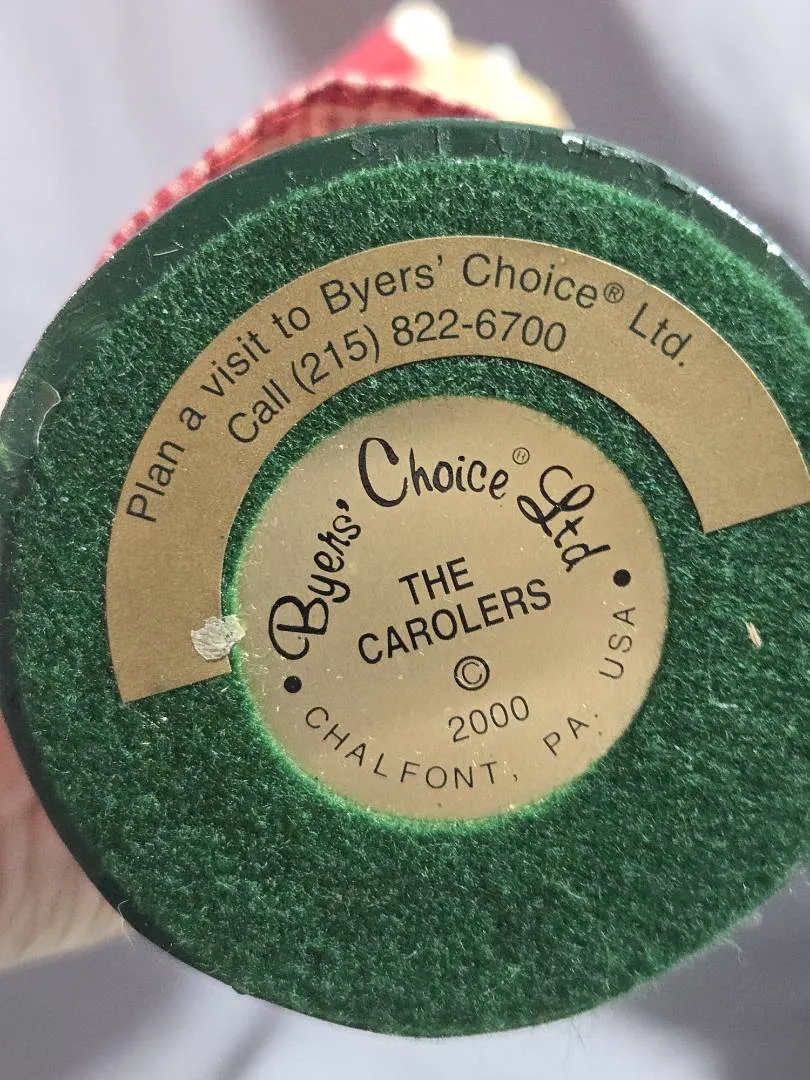 Plan a visit to Byers' Choice® Ltd.
Call (215) 822-6700
Byers' Choice® Ltd
THE
CAROLERS
©
2000
• CHALFONT, PA. USA •